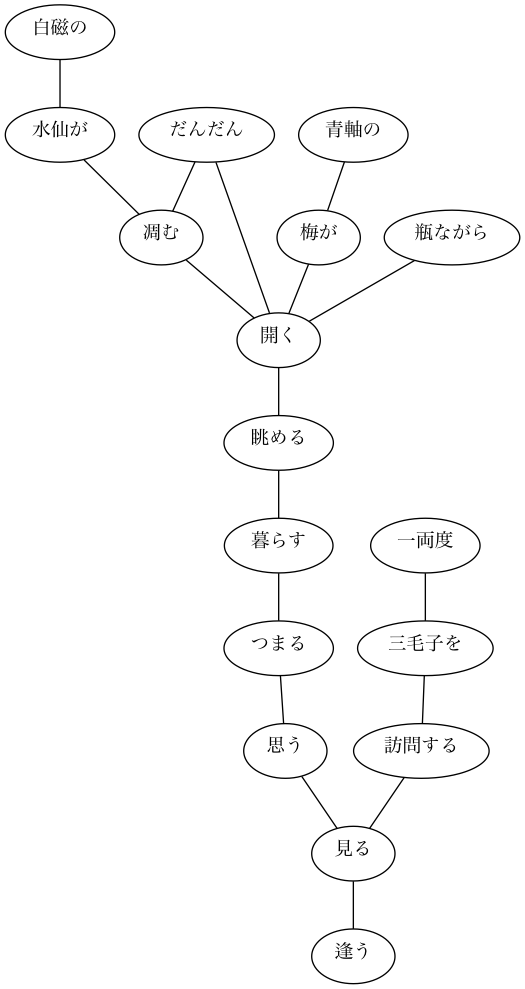 白磁の
水仙が
だんだん
青軸の
凋む
梅が
瓶ながら
開く
眺める
暮らす
一両度
つまる
三毛子を
思う
訪問する
見る
逢う